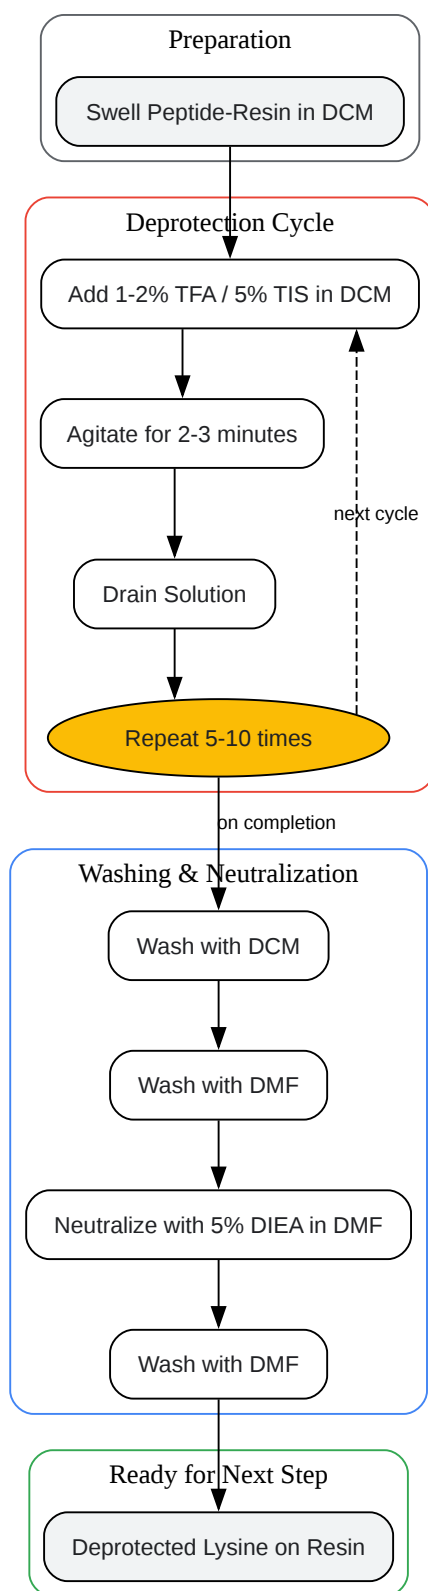 Preparation
Swell Peptide-Resin in DCM
Deprotection Cycle
Add 1-2% TFA / 5% TIS in DCM
Agitate for 2-3 minutes
next cycle
Drain Solution
Repeat 5-10 times
on completion
Washing & Neutralization
Wash with DCM
Wash with DMF
Neutralize with 5% DIEA in DMF
Wash with DMF
Ready for Next Step
Deprotected Lysine on Resin